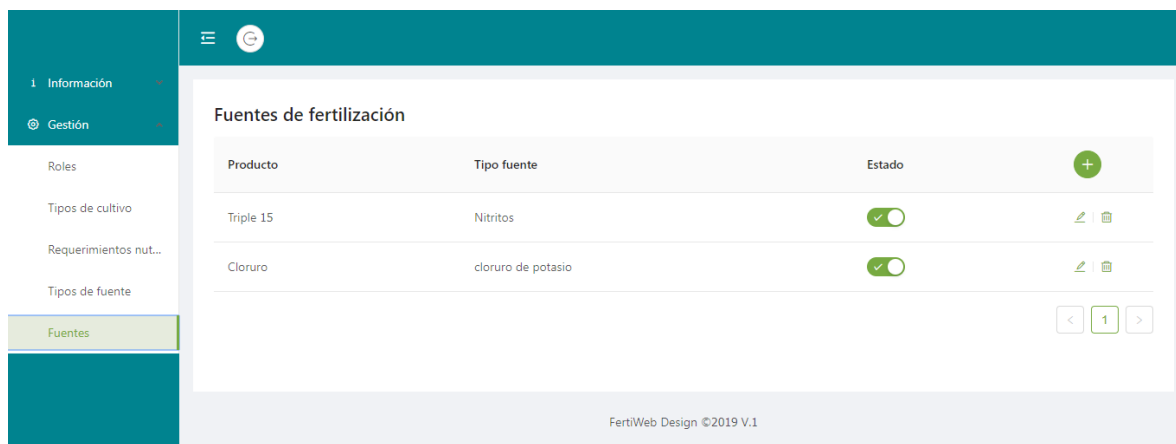 Información
Gestión
Roles
Tipos de cultivo
Requerimientos nut...
Tipos de fuente
Fuentes
Fuentes de fertilización
Producto Tipo fuente Estado
Triple 15 Nitritos
Cloruro cloruro de potasio
< 1 >
FertiWeb Design ©2019 V.1